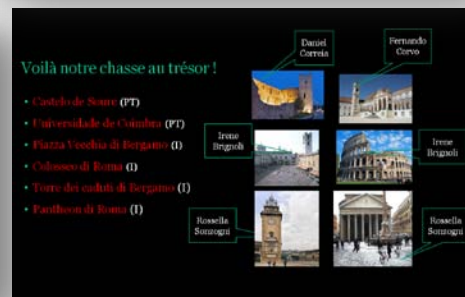 Voilà notre chasse au trésor !
• Castelo de Soure (PT)
• Universidade de Coimbra (PT)
• Piazza Vecchia di Bergamo (I)
• Colosseo di Roma (I)
• Torre dei caduti di Bergamo (I)
• Pantheon di Roma (I)
Daniel
Correia
Fernando
Corvo
Irene
Brignoli
Irene
Brignoli
Rossella
Sonzogni
Rossella
Sonzogni